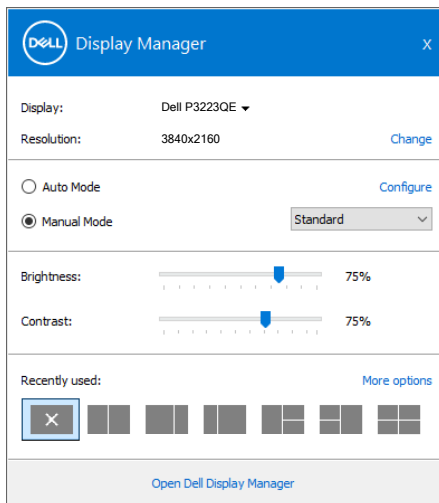 DELL Display Manager X
Display: Dell P3223QE
Resolution: 3840x2160 Change
Auto Mode Configure
Manual Mode Standard
Brightness: 75%
Contrast: 75%
Recently used: More options
Open Dell Display Manager